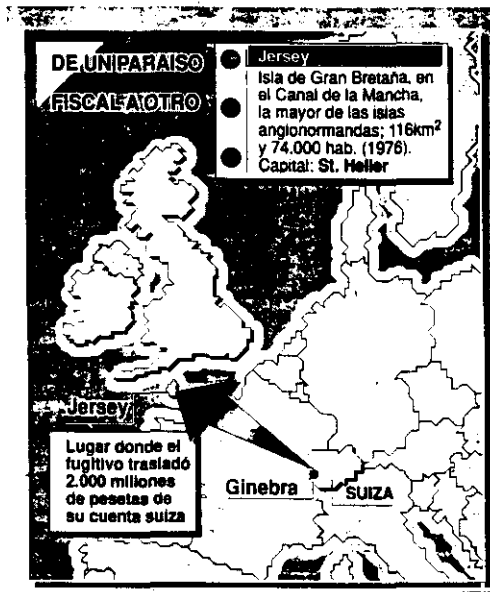 DE UN PARAISO
FISCAL A OTRO
Jersey
Isla de Gran Bretaña, en
el Canal de la Mancha,
la mayor de las islas
anglonormandas; 116km²
y 74.000 hab. (1976).
Capital: St. Helier
Jersey
Lugar donde el
fugitivo trasladó
2.000 millones
de pesetas de
su cuenta suiza
Ginebra
SUIZA